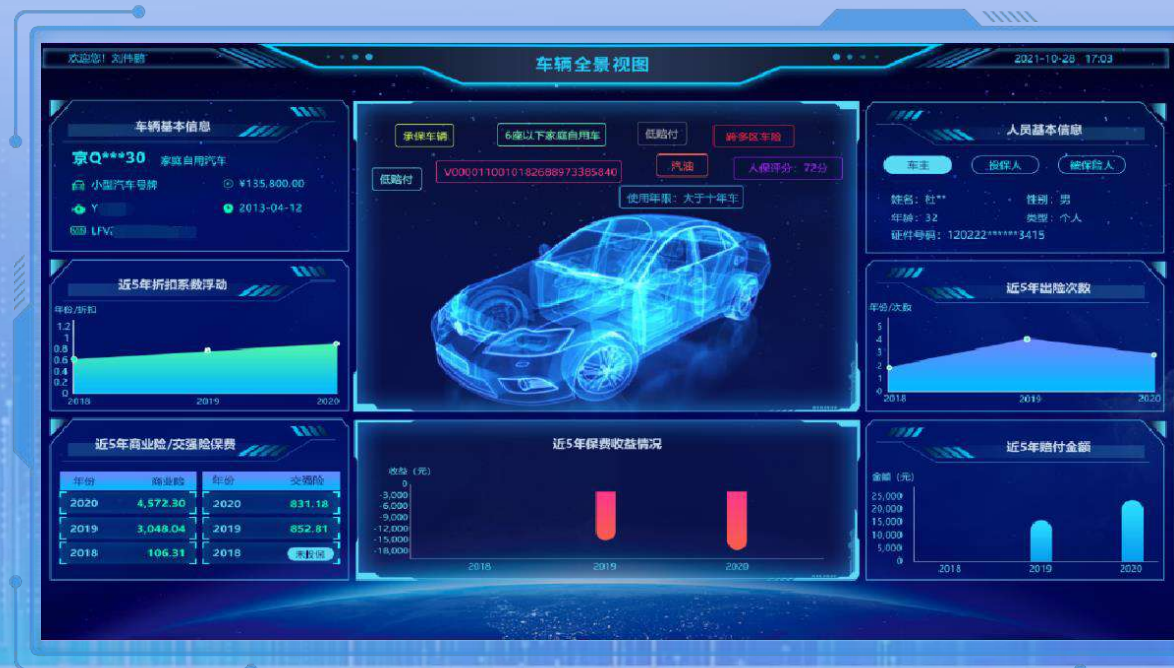 欢迎您！刘伟鹏
车辆全景视图
2021-10-28 17:03
车辆基本信息
京Q***30 家庭自用汽车
小型汽车号牌 ¥135,800.00
Y 2013-04-12
LFV
近5年折扣系数浮动
年份/折扣
1.2
1
0.8
0.6
0.4
0.2
0
2018 2019 2020
近5年商业险/交强险保费
年份 商业险 年份 交强险
2020 4,572.30 2020 831.18
2019 3,048.04 2019 852.81
2018 106.31 2018 未投保
承保车辆 6座以下家庭自用车 低赔付 跨多区车险
低赔付 V0000110010182688973385840 汽油 人保评分：72分
使用年限：大于十年车
近5年保费收益情况
收益（元）
0
-3,000
-6,000
-9,000
-12,000
-15,000
-18,000
2018 2019 2020
人员基本信息
车主 投保人 被保险人
姓名：杜** 性别：男
年龄：32 类型：个人
证件号码：120222******3415
近5年出险次数
年份/次数
5
4
3
2
1
0
2018 2019 2020
近5年赔付金额
金额（元）
25,000
20,000
15,000
10,000
5,000
0
2018 2019 2020